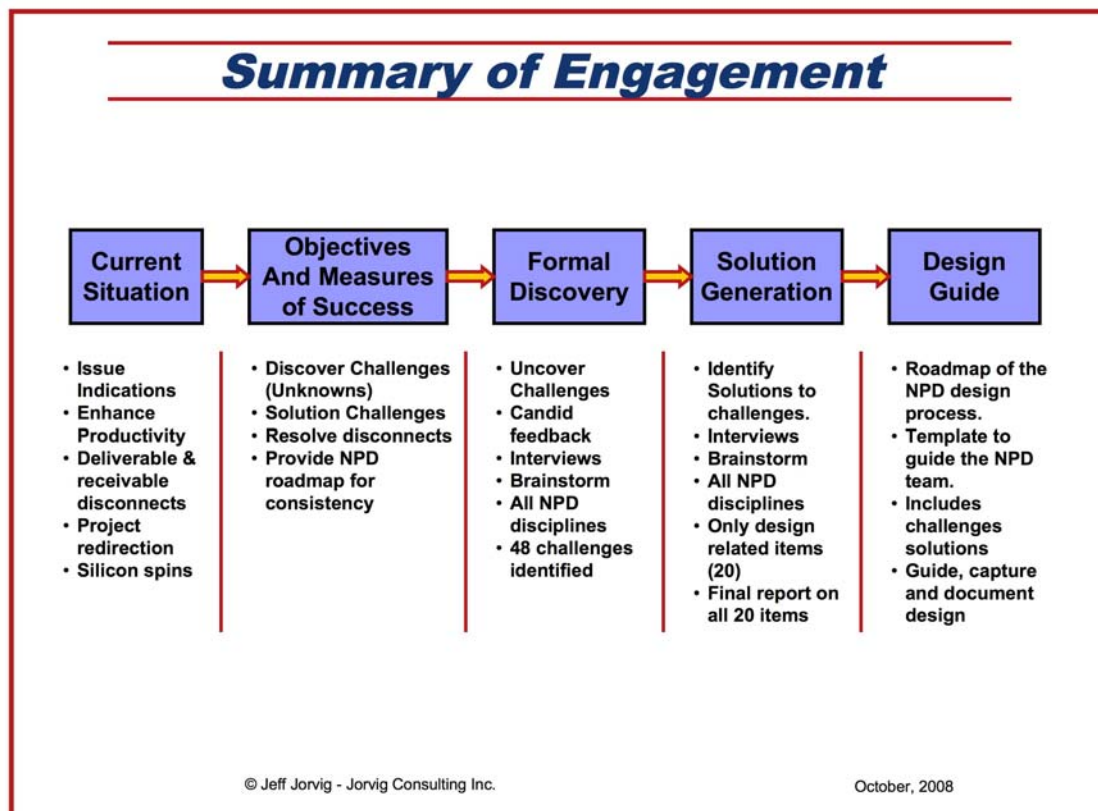 Summary of Engagement
Current
Situation
Objectives
And Measures
of Success
Formal
Discovery
Solution
Generation
Design
Guide
• Issue
Indications
• Enhance
Productivity
• Deliverable &
receivable
disconnects
• Project
redirection
• Silicon spins
• Discover Challenges
(Unknowns)
• Solution Challenges
• Resolve disconnects
• Provide NPD
roadmap for
consistency
• Uncover
Challenges
• Candid
feedback
• Interviews
• Brainstorm
• All NPD
disciplines
• 48 challenges
identified
• Identify
Solutions to
challenges.
• Interviews
• Brainstorm
• All NPD
disciplines
• Only design
related items
(20)
• Final report on
all 20 items
• Roadmap of the
NPD design
process.
• Template to
guide the NPD
team.
• Includes
challenges
solutions
• Guide, capture
and document
design
© Jeff Jorvig - Jorvig Consulting Inc.
October, 2008